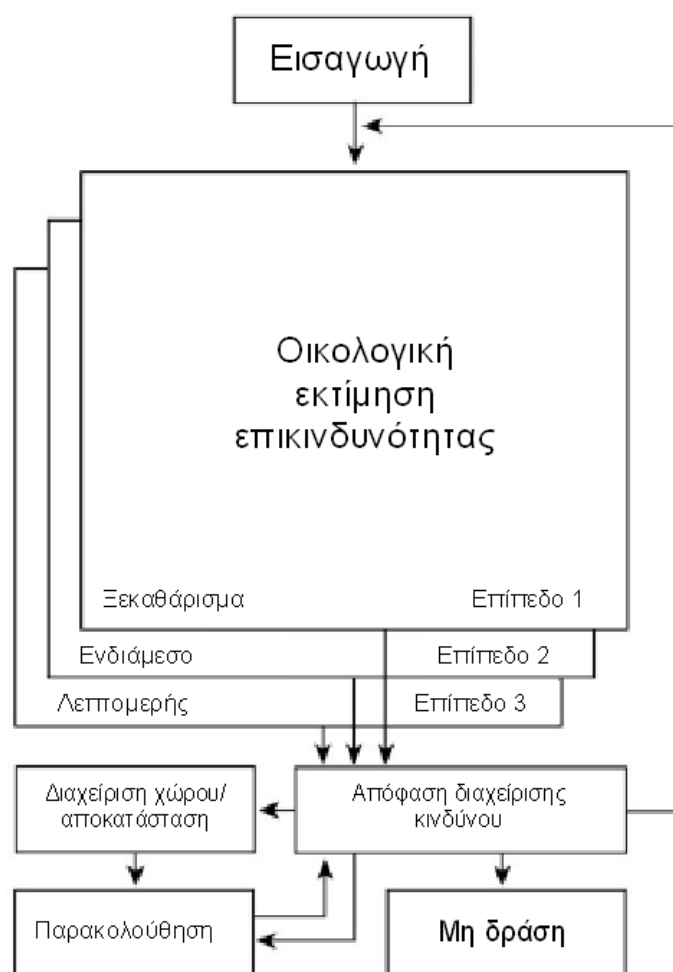 Εισαγωγή
Οικολογική
εκτίμηση
επικινδυνότητας
Ξεκαθάρισμα Επίπεδο 1
Ενδιάμεσο Επίπεδο 2
Λεπτομερής Επίπεδο 3
Διαχείριση χώρου/
αποκατάσταση
Απόφαση διαχείρισης
κινδύνου
Παρακολούθηση
Μη δράση